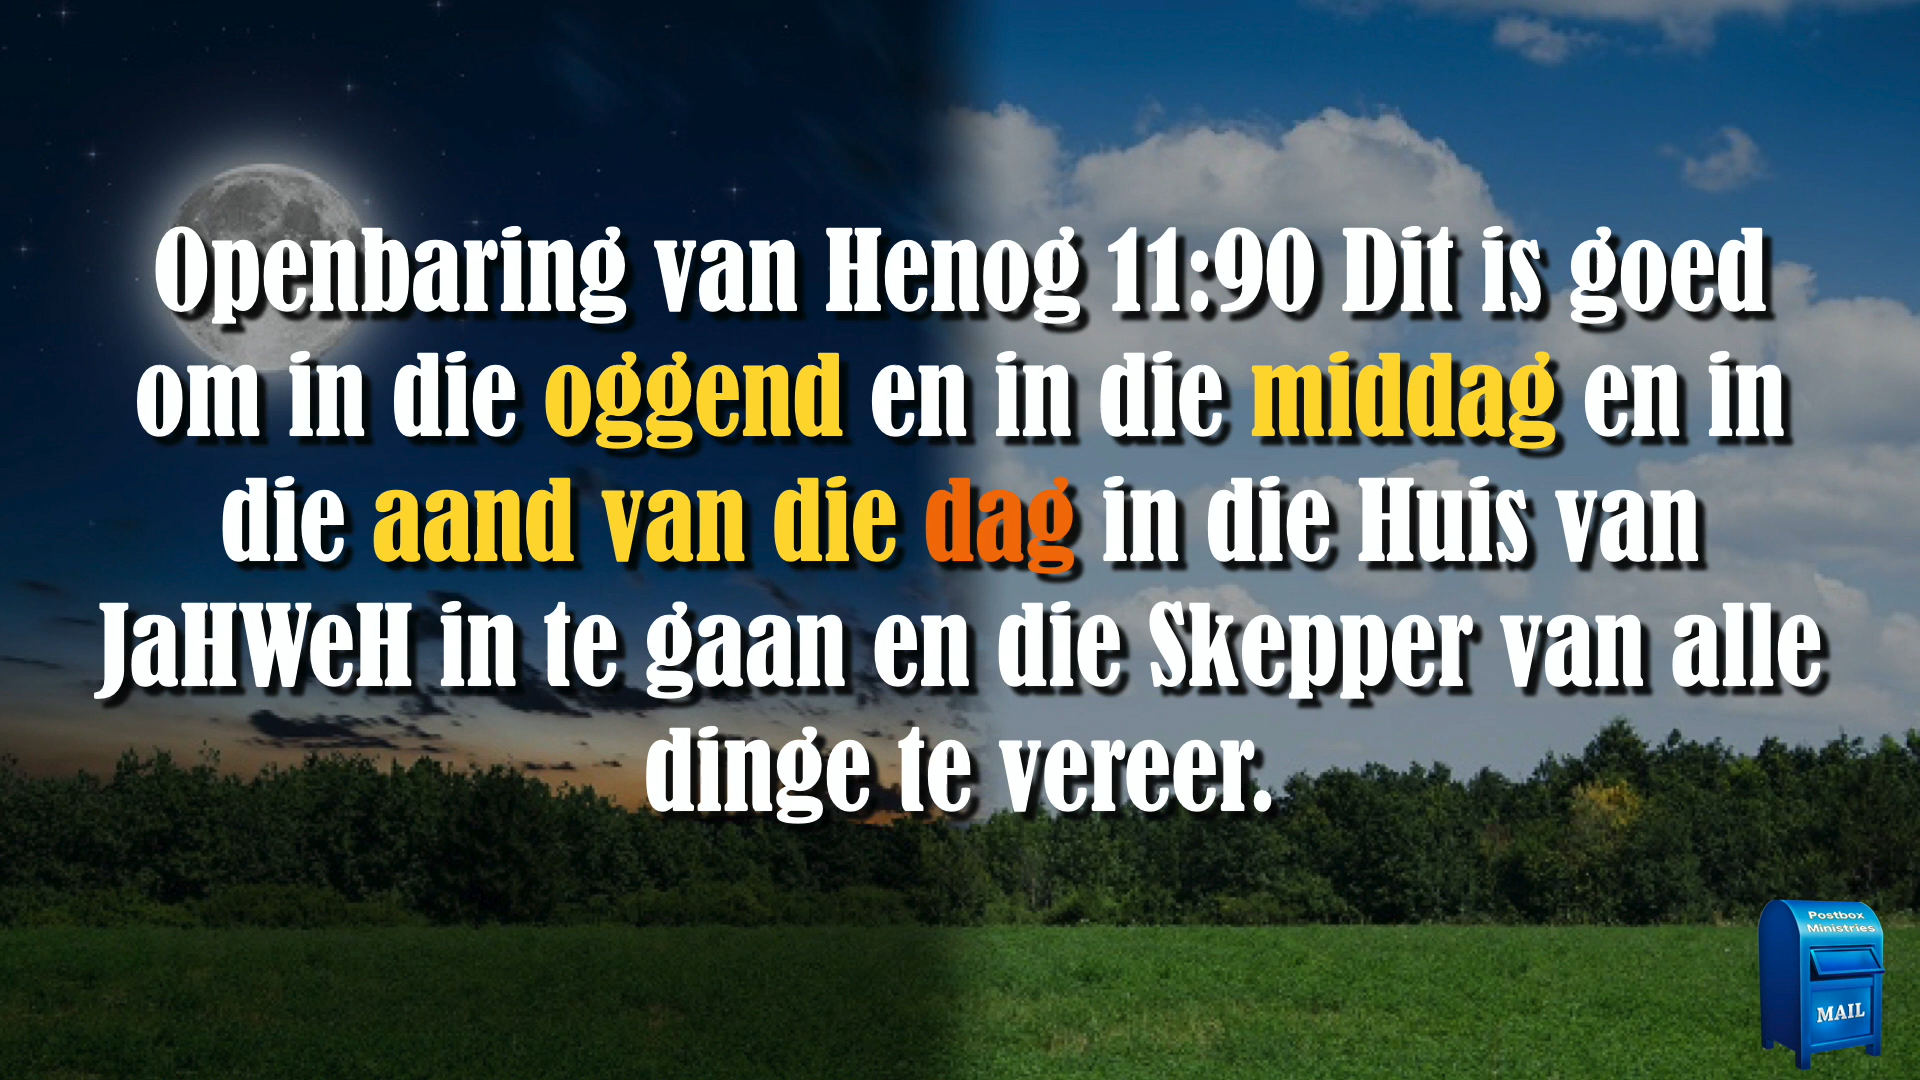 Openbaring van Henog 11:90 Dit is goed
om in die oggend en in die middag en in
die aand van die dag in die Huis van
JaHWeH in te gaan en die Skepper van alle
dinge te vereer.
Postbox
Ministries
MAIL